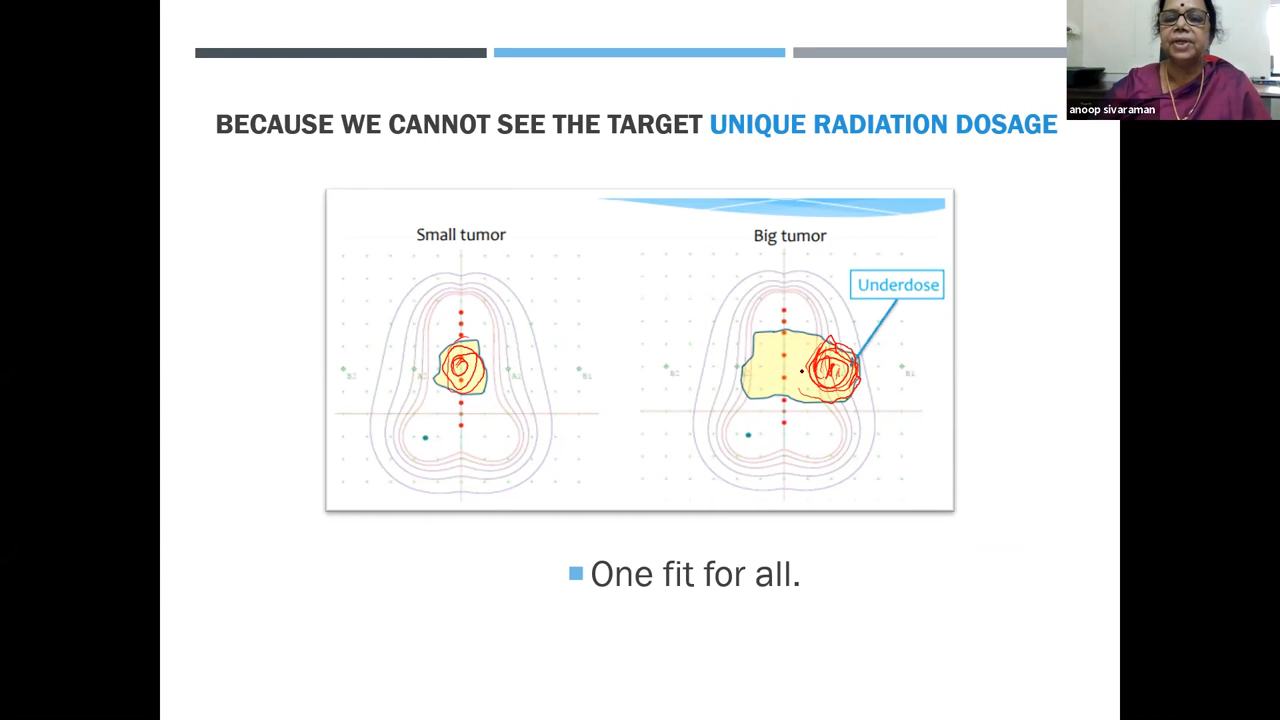 anoop sivaraman
BECAUSE WE CANNOT SEE THE TARGET UNIQUE RADIATION DOSAGE
Small tumor
Big tumor
Underdose
One fit for all.